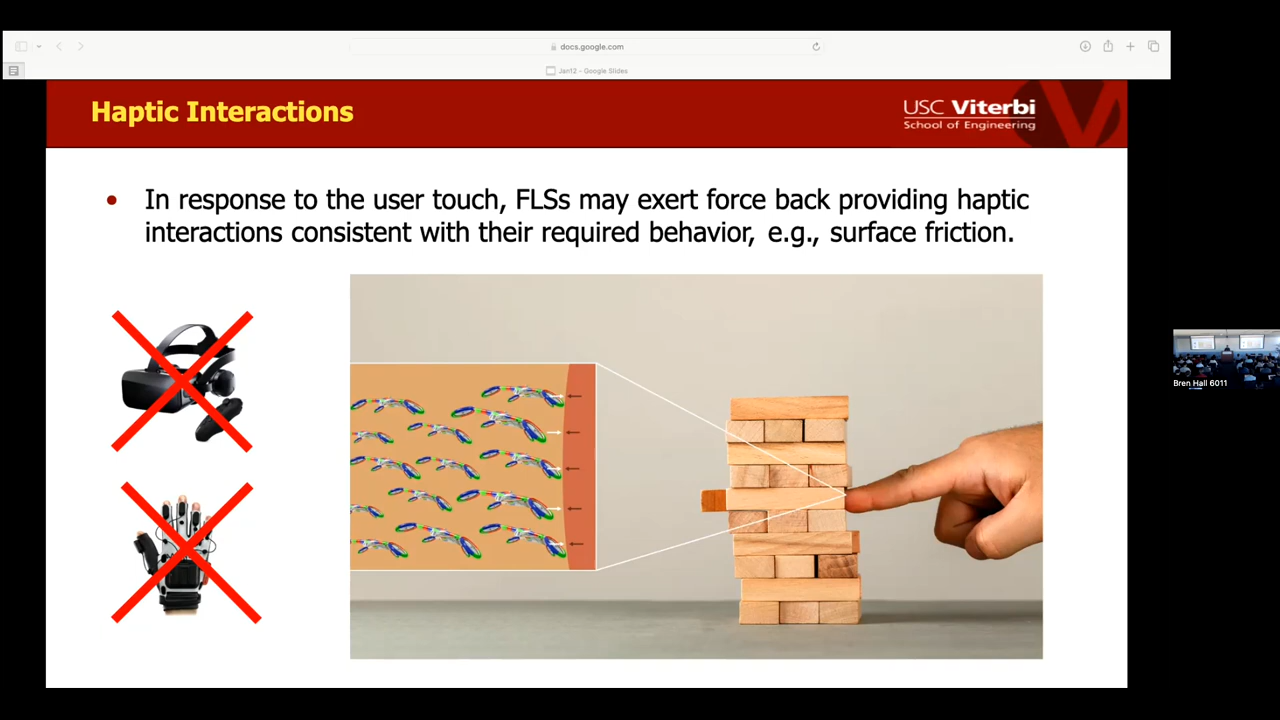 docs.google.com
Jan12 – Google Slides
Haptic Interactions
USC Viterbi
School of Engineering
• In response to the user touch, FLSs may exert force back providing haptic
interactions consistent with their required behavior, e.g., surface friction.
Bren Hall 6011